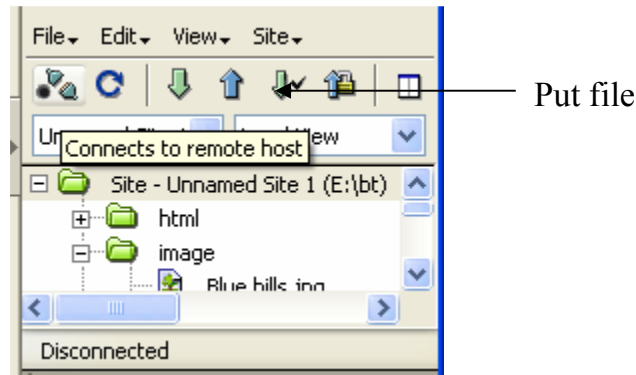 File Edit View Site
Put file
Connects to remote host
Site - Unnamed Site 1 (E:\bt)
html
image
Blue hills.jpg
Disconnected